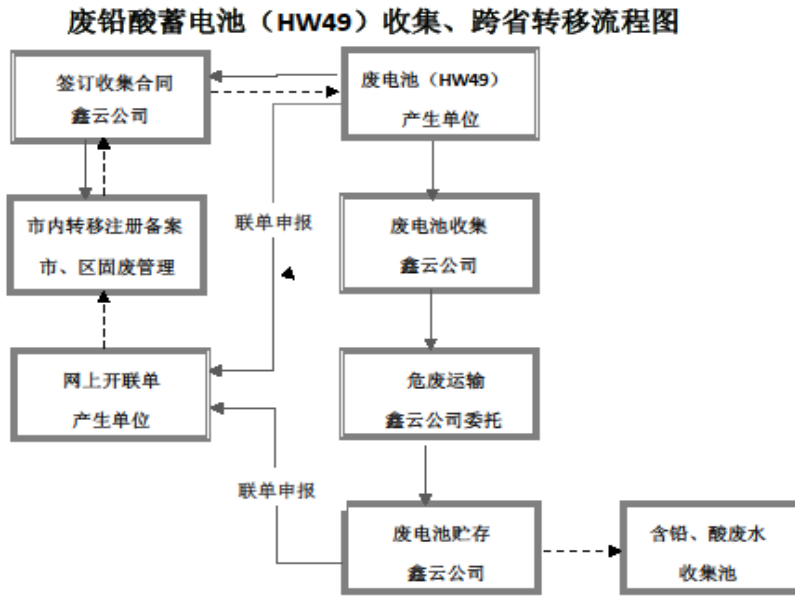 废铅酸蓄电池（HW49）收集、跨省转移流程图
签订收集合同
鑫云公司
废电池（HW49）
产生单位
市内转移注册备案
市、区固废管理
联单申报
废电池收集
鑫云公司
网上开联单
产生单位
危废运输
鑫云公司委托
联单申报
废电池贮存
鑫云公司
含铅、酸废水
收集池